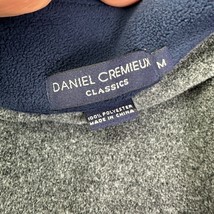 DANIEL CREMIEUX M
CLASSICS
100% POLYESTER
MADE IN CHINA